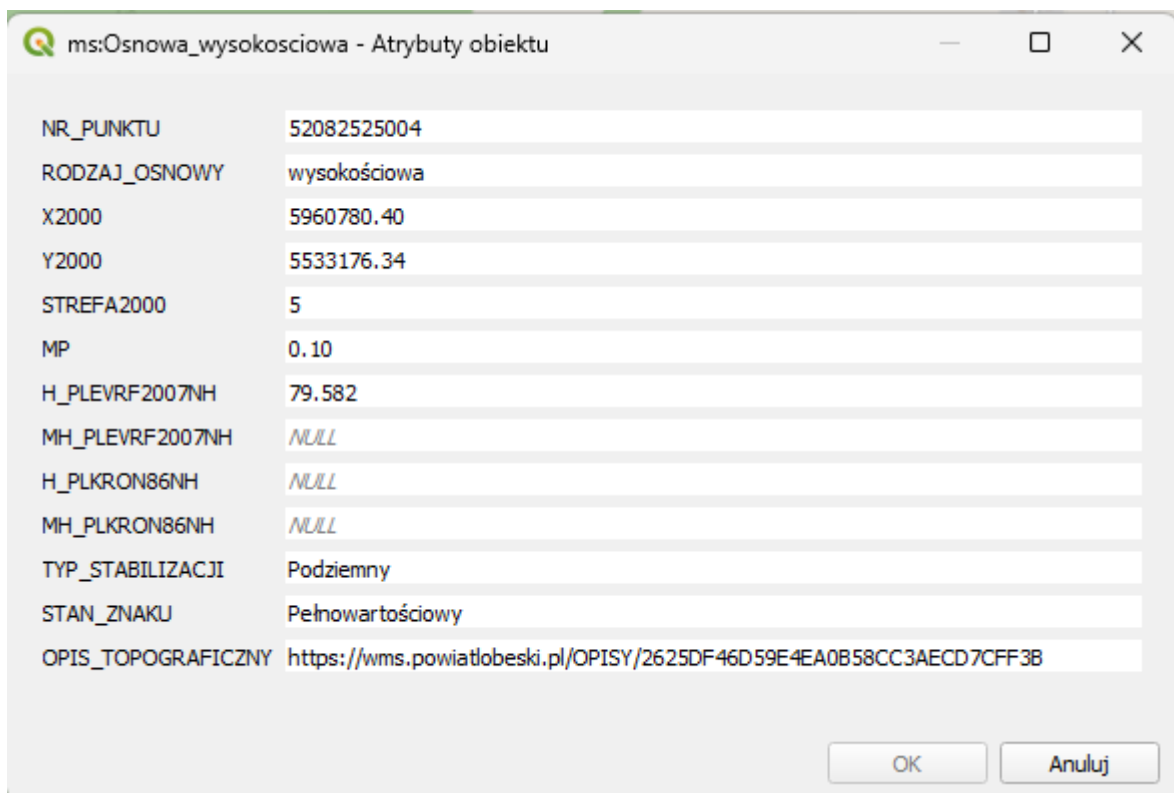 ms:Osnowa_wysokosciowa - Atrybuty obiektu
NR_PUNKTU 52082525004
RODZAJ_OSNOWY wysokościowa
X2000 5960780.40
Y2000 5533176.34
STREFA2000 5
MP 0.10
H_PLEVRF2007NH 79.582
MH_PLEVRF2007NH NULL
H_PLKRON86NH NULL
MH_PLKRON86NH NULL
TYP_STABILIZACJI Podziemny
STAN_ZNAKU Pełnowartościowy
OPIS_TOPOGRAFICZNY https://wms.powiatlobeski.pl/OPISY/2625DF46D59E4EA0B58CC3AECD7CFF3B
OK Anuluj